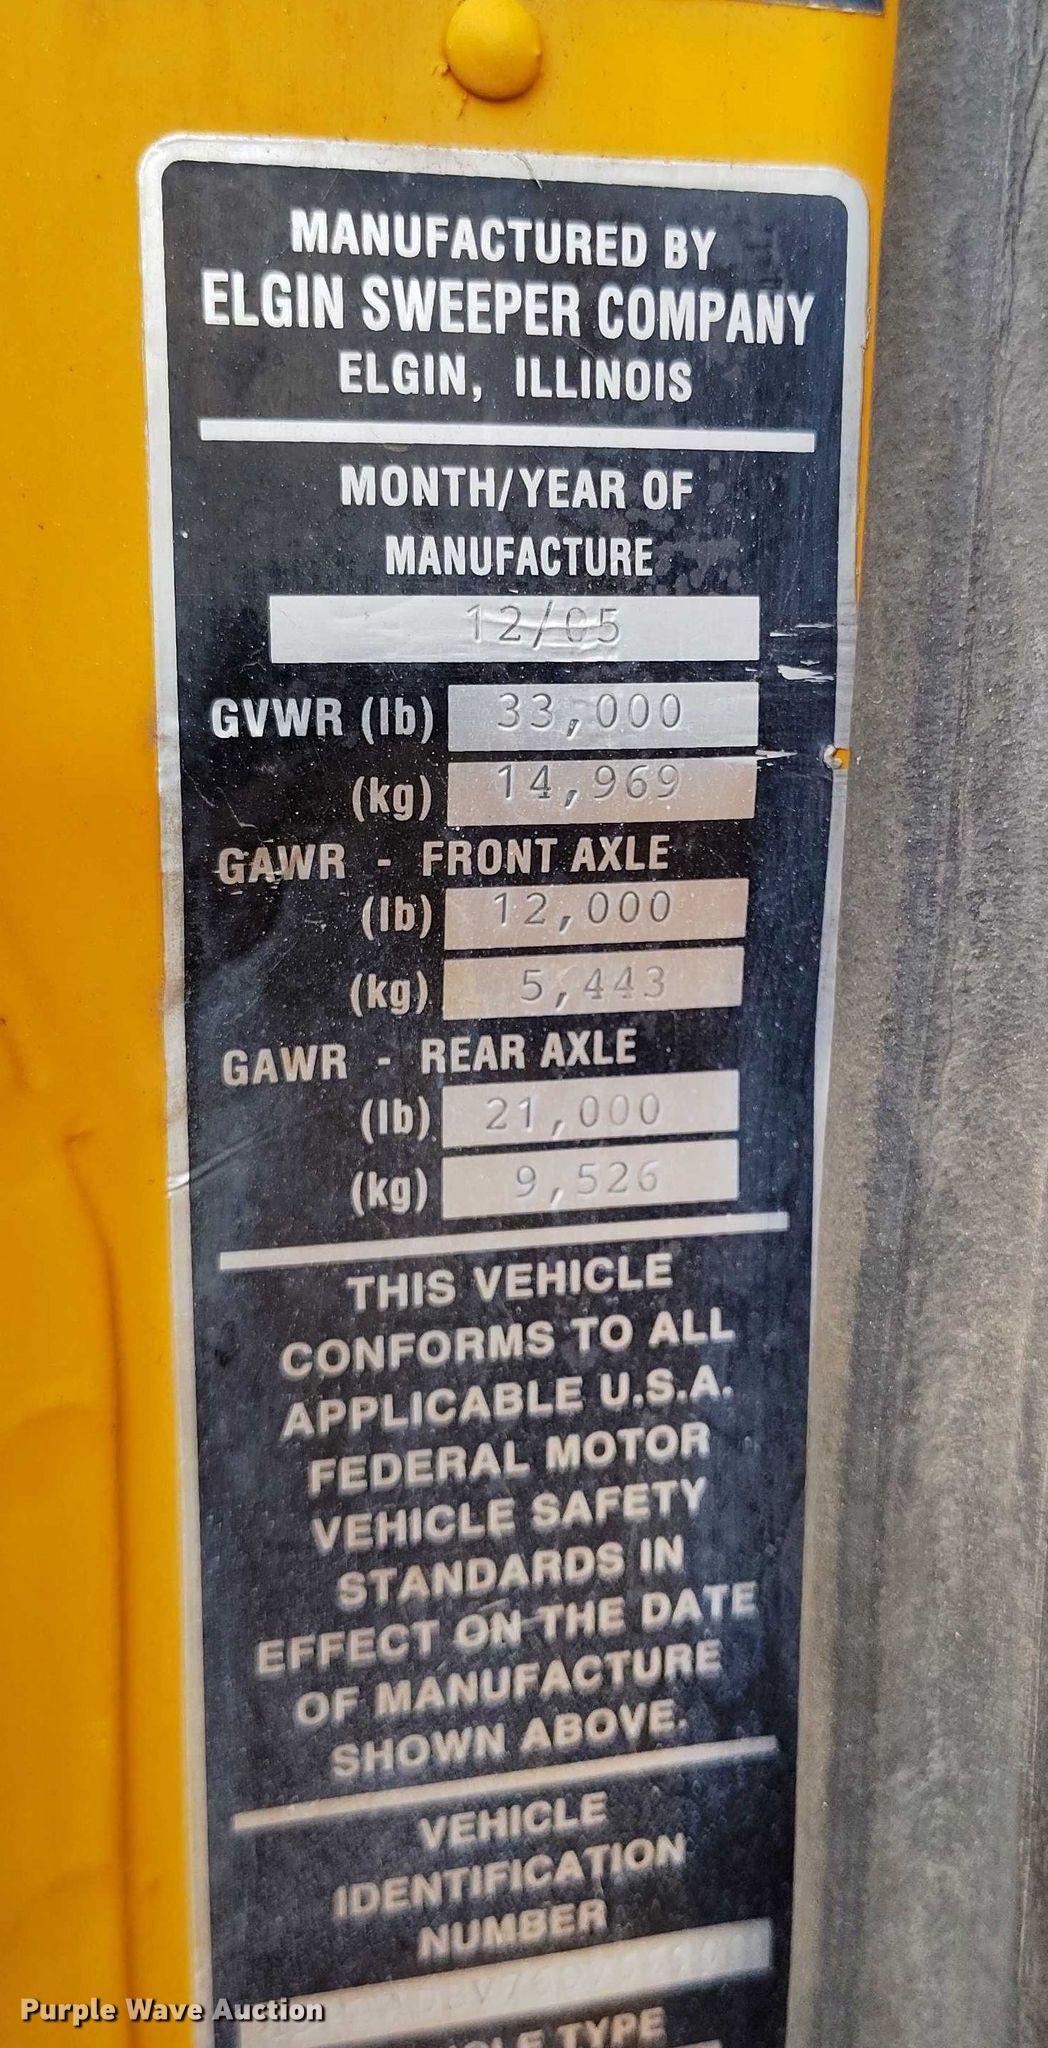 MANUFACTURED BY
ELGIN SWEEPER COMPANY
ELGIN, ILLINOIS
MONTH/YEAR OF
MANUFACTURE
12/05
GVWR (lb) 33,000
(kg) 14,969
GAWR - FRONT AXLE
(lb) 12,000
(kg) 5,443
GAWR - REAR AXLE
(lb) 21,000
(kg) 9,526
THIS VEHICLE
CONFORMS TO ALL
APPLICABLE U.S.A.
FEDERAL MOTOR
VEHICLE SAFETY
STANDARDS IN
EFFECT ON THE DATE
OF MANUFACTURE
SHOWN ABOVE.
VEHICLE
IDENTIFICATION
NUMBER
TYPE
Purple Wave Auction